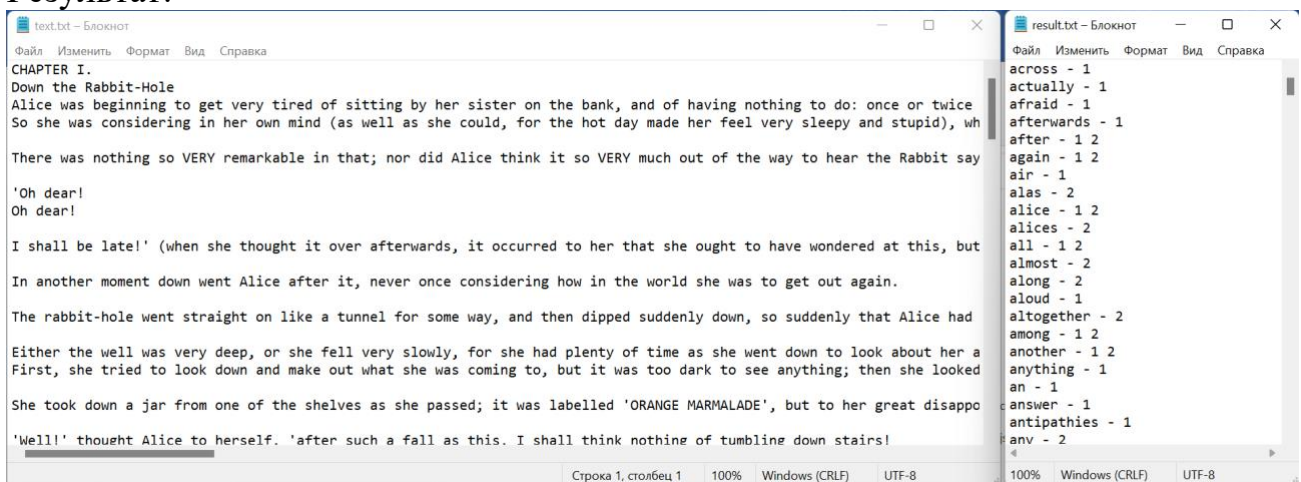 Результат:
text.txt – Блокнот
Файл Изменить Формат Вид Справка
CHAPTER I.
Down the Rabbit-Hole
Alice was beginning to get very tired of sitting by her sister on the bank, and of having nothing to do: once or twice
So she was considering in her own mind (as well as she could, for the hot day made her feel very sleepy and stupid), wh
There was nothing so VERY remarkable in that; nor did Alice think it so VERY much out of the way to hear the Rabbit say
'Oh dear!
Oh dear!
I shall be late!' (when she thought it over afterwards, it occurred to her that she ought to have wondered at this, but
In another moment down went Alice after it, never once considering how in the world she was to get out again.
The rabbit-hole went straight on like a tunnel for some way, and then dipped suddenly down, so suddenly that Alice had
Either the well was very deep, or she fell very slowly, for she had plenty of time as she went down to look about her a
First, she tried to look down and make out what she was coming to, but it was too dark to see anything; then she looked
She took down a jar from one of the shelves as she passed; it was labelled 'ORANGE MARMALADE', but to her great disappo
'Well!' thought Alice to herself, 'after such a fall as this, I shall think nothing of tumbling down stairs!
Строка 1, столбец 1 100% Windows (CRLF) UTF-8
result.txt – Блокнот
Файл Изменить Формат Вид Справка
across - 1
actually - 1
afraid - 1
afterwards - 1
after - 1 2
again - 1 2
air - 1
alas - 2
alice - 1 2
alices - 2
all - 1 2
almost - 2
along - 2
aloud - 1
altogether - 2
among - 1 2
another - 1 2
anything - 1
an - 1
answer - 1
antipathies - 1
any - 2
100% Windows (CRLF) UTF-8